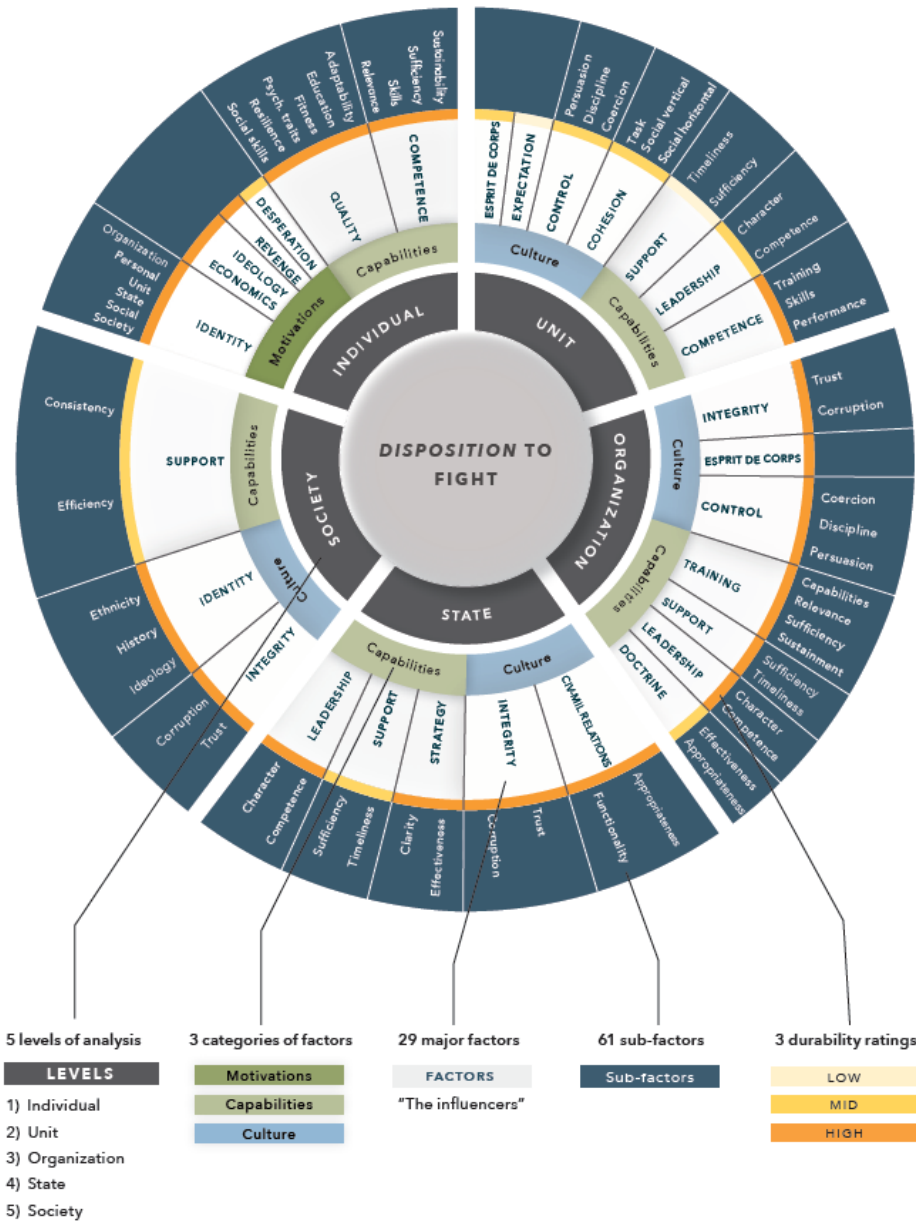 DISPOSITION TO
FIGHT
INDIVIDUAL
Motivations
IDENTITY
Organization
Personal
Unit
State
Social
Society
ECONOMICS
IDEOLOGY
REVENGE
DESPERATION
Capabilities
QUALITY
Social skills
Resilience
Psych. traits
Fitness
Education
Adaptability
COMPETENCE
Relevance
Skills
Sufficiency
Sustainability
UNIT
Culture
ESPRIT DE CORPS
EXPECTATION
CONTROL
Persuasion
Discipline
Coercion
COHESION
Task
Social vertical
Social horizontal
Capabilities
SUPPORT
Timeliness
Sufficiency
LEADERSHIP
Character
Competence
COMPETENCE
Training
Skills
Performance
ORGANIZATION
Culture
INTEGRITY
Trust
Corruption
ESPRIT DE CORPS
CONTROL
Coercion
Discipline
Persuasion
Capabilities
TRAINING
Capabilities
Relevance
Sufficiency
Sustainment
SUPPORT
Sufficiency
Timeliness
LEADERSHIP
Character
Competence
DOCTRINE
Effectiveness
Appropriateness
STATE
Culture
CIV-MIL RELATIONS
Appropriateness
Functionality
INTEGRITY
Trust
Corruption
Capabilities
STRATEGY
Effectiveness
Clarity
SUPPORT
Timeliness
Sufficiency
LEADERSHIP
Competence
Character
SOCIETY
Culture
INTEGRITY
Trust
Corruption
IDENTITY
Ideology
History
Ethnicity
Capabilities
SUPPORT
Efficiency
Consistency
5 levels of analysis
LEVELS
1) Individual
2) Unit
3) Organization
4) State
5) Society
3 categories of factors
Motivations
Capabilities
Culture
29 major factors
FACTORS
"The influencers"
61 sub-factors
Sub-factors
3 durability ratings
LOW
MID
HIGH